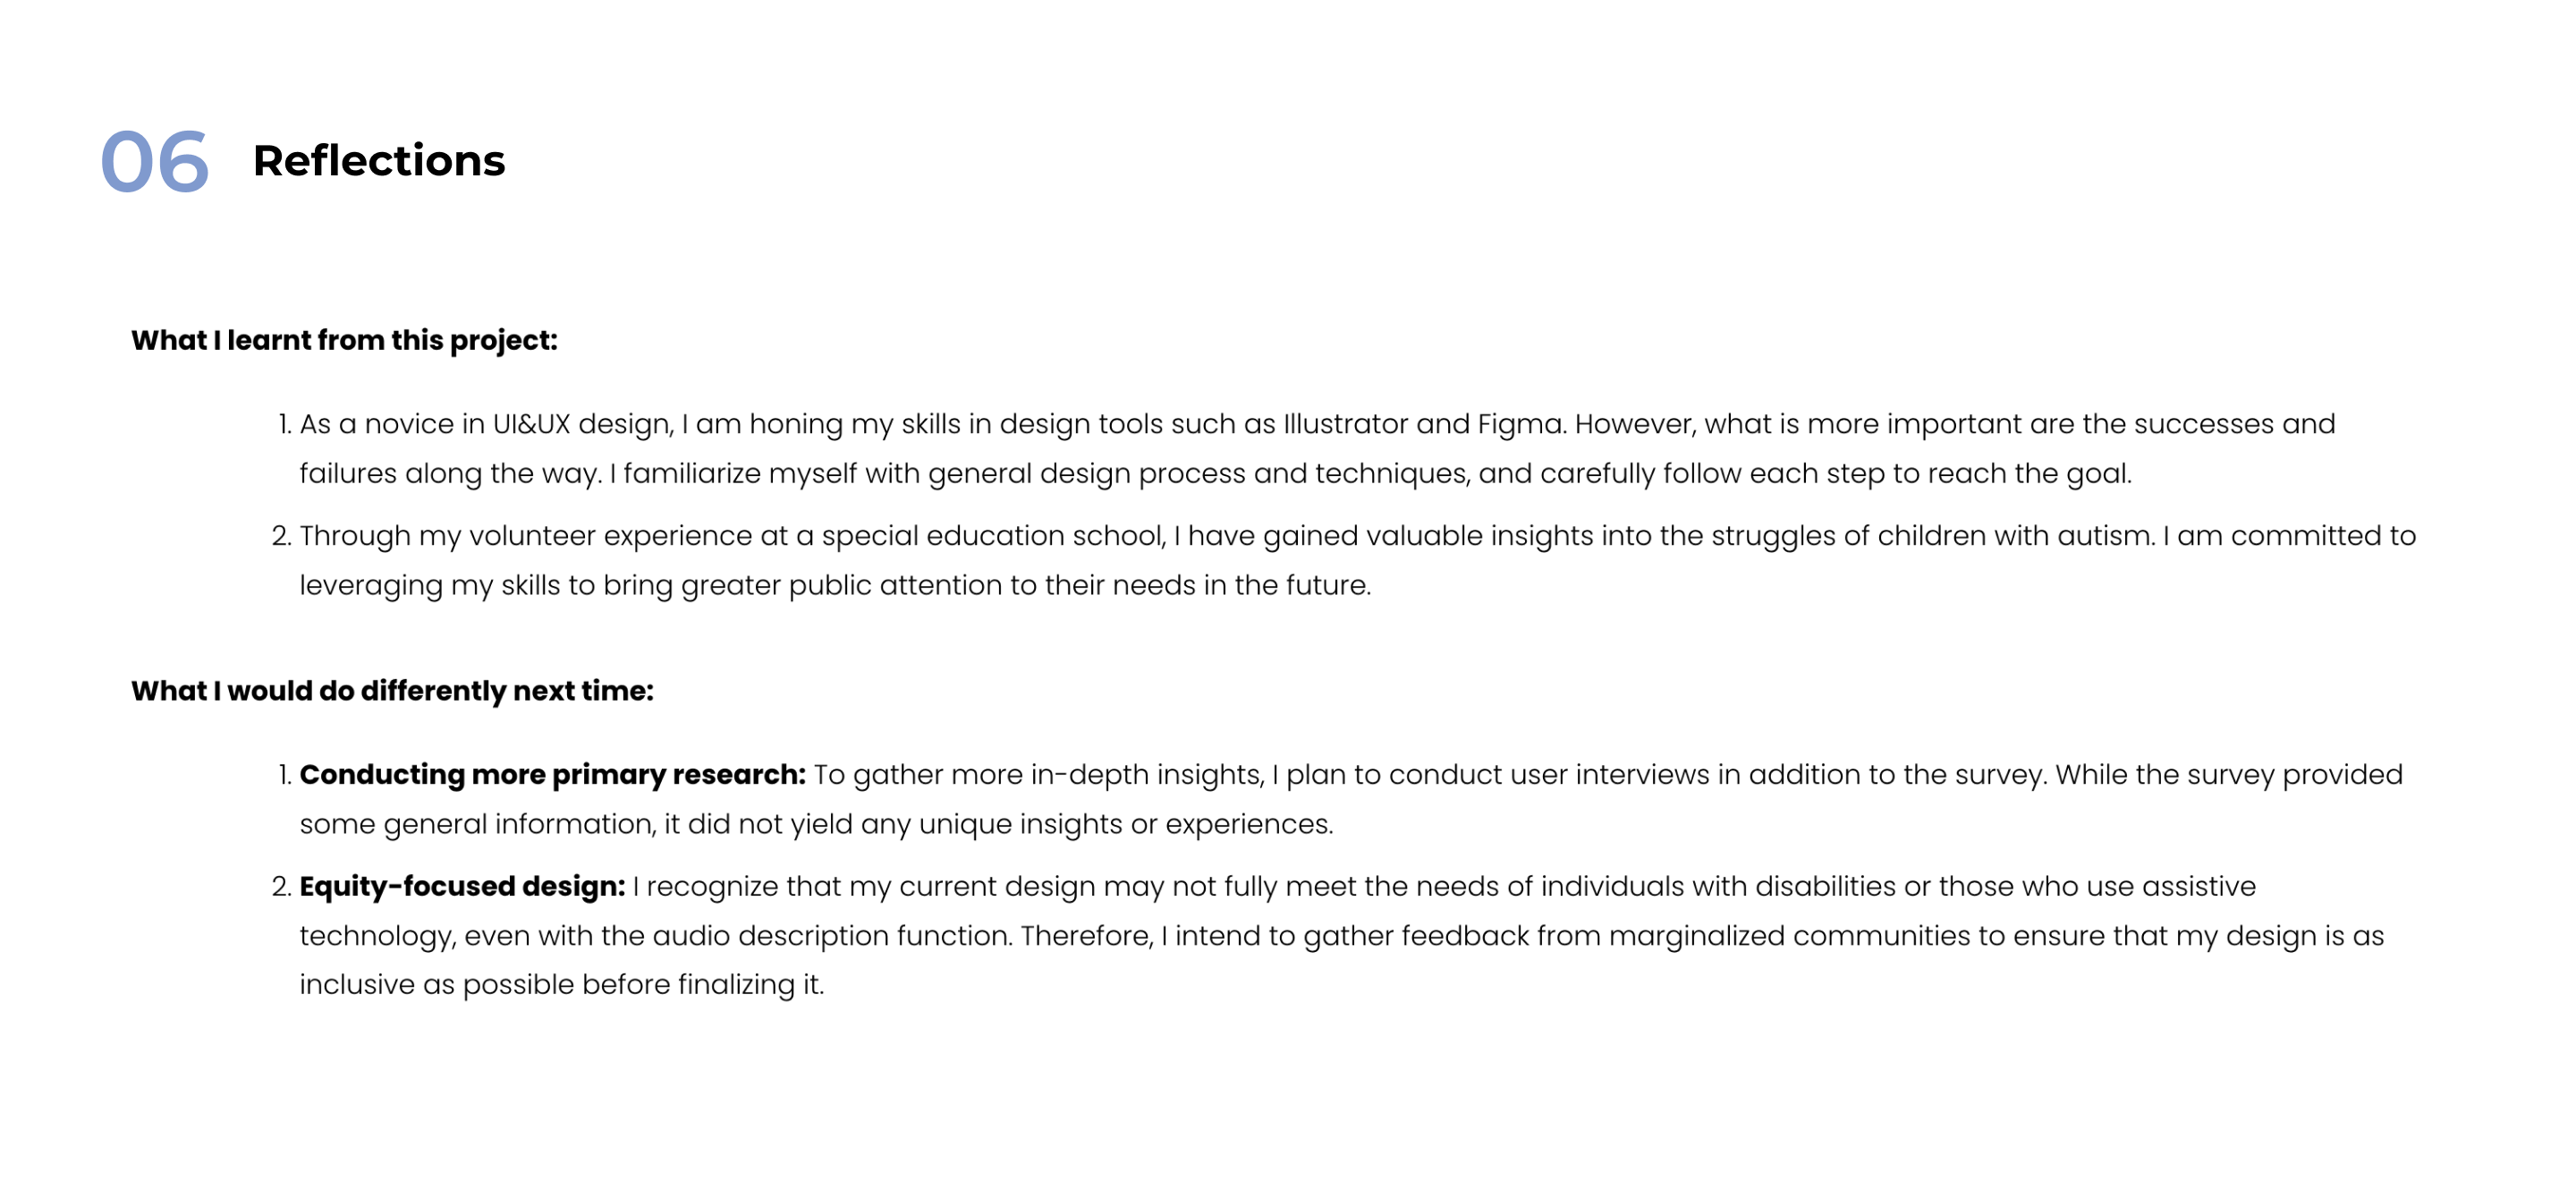 06 Reflections
What I learnt from this project:
1. As a novice in UI&UX design, I am honing my skills in design tools such as Illustrator and Figma. However, what is more important are the successes and
failures along the way. I familiarize myself with general design process and techniques, and carefully follow each step to reach the goal.
2. Through my volunteer experience at a special education school, I have gained valuable insights into the struggles of children with autism. I am committed to
leveraging my skills to bring greater public attention to their needs in the future.
What I would do differently next time:
1. Conducting more primary research: To gather more in-depth insights, I plan to conduct user interviews in addition to the survey. While the survey provided
some general information, it did not yield any unique insights or experiences.
2. Equity-focused design: I recognize that my current design may not fully meet the needs of individuals with disabilities or those who use assistive
technology, even with the audio description function. Therefore, I intend to gather feedback from marginalized communities to ensure that my design is as
inclusive as possible before finalizing it.